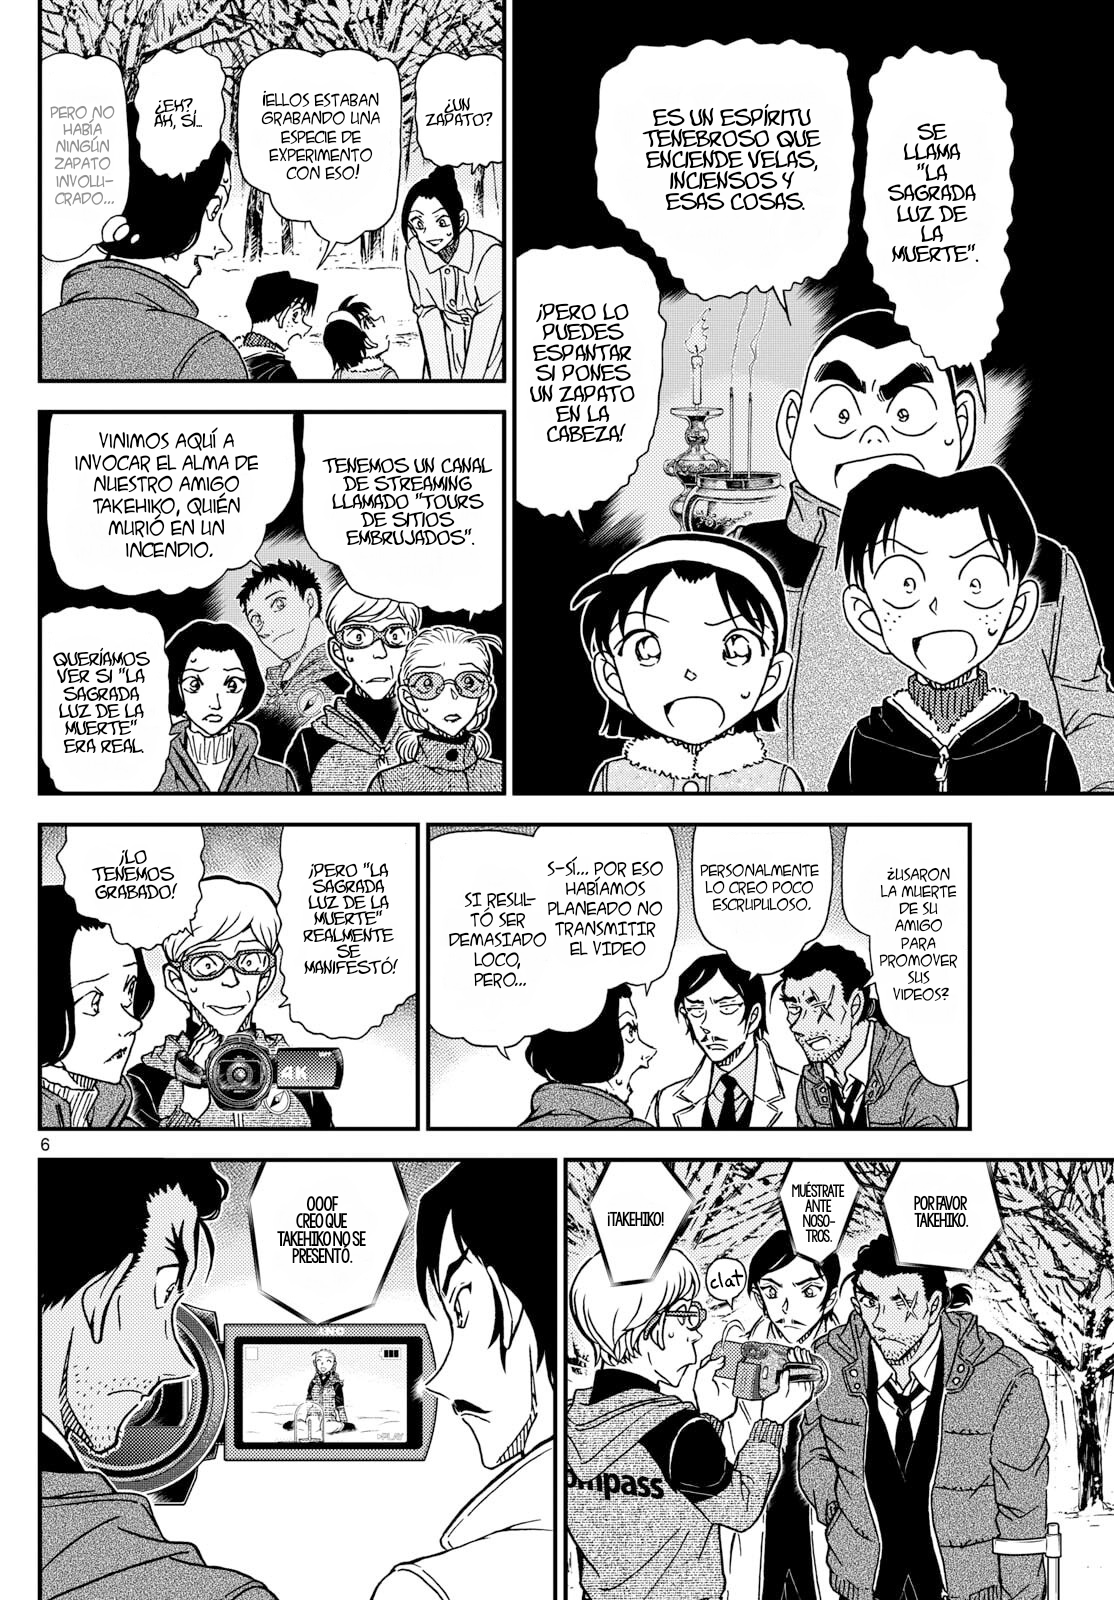 SE
LLAMA
"LA
SAGRADA
LUZ DE
LA
MUERTE".
ES UN ESPÍRITU
TENEBROSO QUE
ENCIENDE VELAS,
INCIENSOS Y
ESAS COSAS.
¡PERO LO
PUEDES
ESPANTAR
SI PONES
UN ZAPATO
EN LA
CABEZA!
¿UN
ZAPATO?
¡ELLOS ESTABAN
GRABANDO UNA
ESPECIE DE
EXPERIMENTO
CON ESO!
¿EH?
AH, SÍ...
PERO NO
HABÍA
NINGÚN
ZAPATO
INVOLU-
CRADO...
TENEMOS UN CANAL
DE STREAMING
LLAMADO "TOURS
DE SITIOS
EMBRUJADOS".
VINIMOS AQUÍ A
INVOCAR EL ALMA DE
NUESTRO AMIGO
TAKEHIKO, QUIÉN
MURIÓ EN UN
INCENDIO.
QUERÍAMOS
VER SI "LA
SAGRADA
LUZ DE LA
MUERTE"
ERA REAL.
¿USARON
LA MUERTE
DE SU
AMIGO
PARA
PROMOVER
SUS
VIDEOS?
PERSONALMENTE
LO CREO POCO
ESCRUPULOSO.
S-SÍ... POR ESO
HABÍAMOS
PLANEADO NO
TRANSMITIR
EL VIDEO
SI RESUL-
TÓ SER
DEMASIADO
LOCO,
PERO...
¡PERO "LA
SAGRADA
LUZ DE LA
MUERTE"
REALMENTE
SE
MANIFESTÓ!
¡LO
TENEMOS
GRABADO!
4K
6
POR FAVOR
TAKEHIKO.
MUÉSTRATE
ANTE
NOSO-
TROS.
¡TAKEHIKO!
clat
ompass
OOOF
CREO QUE
TAKEHIKO NO SE
PRESENTÓ.
▷PLAY